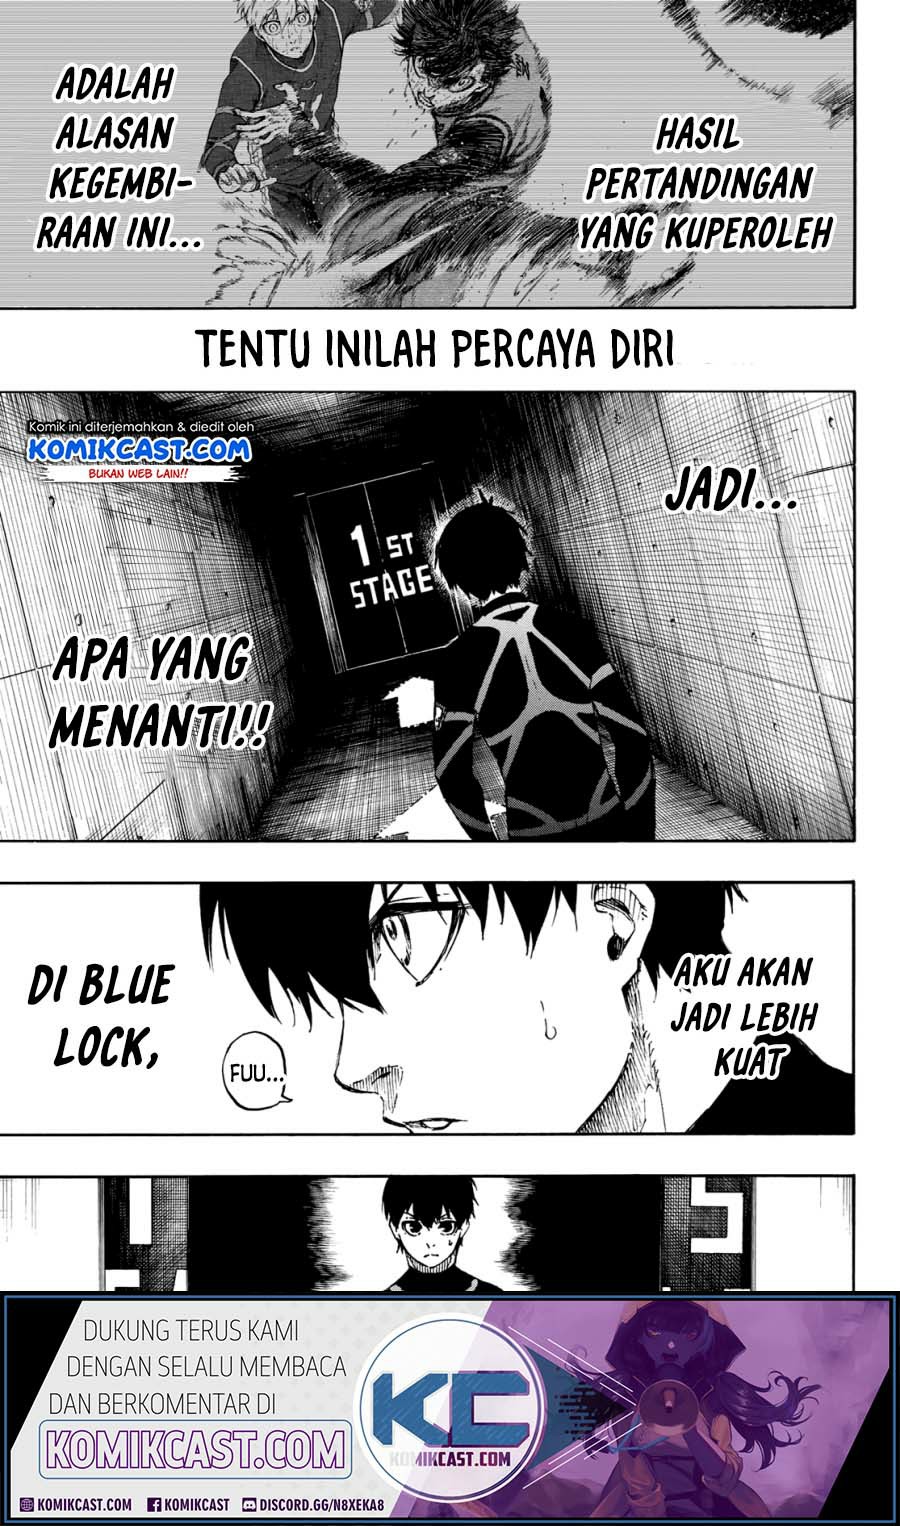 HASIL
PERTANDINGAN
YANG KUPEROLEH
ADALAH
ALASAN
KEGEMBI-
RAAN INI...
TENTU INILAH PERCAYA DIRI
Komik ini diterjemahkan & diedit oleh
KOMIKCAST.COM
BUKAN WEB LAIN!!
JADI...
1 ST
STAGE
APA YANG
MENANTI!!
AKU AKAN
JADI LEBIH
KUAT
DI BLUE
LOCK,
FUU...
1
S
DUKUNG TERUS KAMI
DENGAN SELALU MEMBACA
DAN BERKOMENTAR DI
KOMIKCAST.COM
KC
KOMIKCAST.COM
KOMIKCAST.COM
KOMIKCAST
DISCORD.GG/N8XEKA8